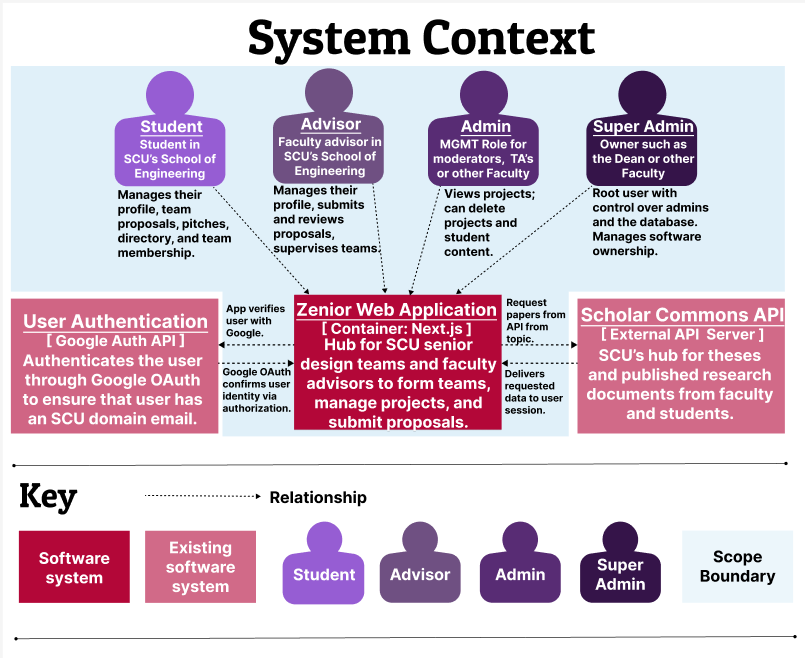 System Context
Student
Student in
SCU's School of
Engineering
Advisor
Faculty advisor in
SCU's School of
Engineering
Admin
MGMT Role for
moderators, TA's
or other Faculty
Super Admin
Owner such as
the Dean or other
Faculty
Manages their
profile, team
proposals, pitches,
directory, and team
membership.
Manages their
profile, submits
and reviews
proposals,
supervises teams.
Views projects;
can delete
projects and
student
content.
Root user with
control over admins
and the database.
Manages software
ownership.
User Authentication
[ Google Auth API ]
Authenticates the user
through Google OAuth
to ensure that user has
an SCU domain email.
App verifies
user with
Google.
Google OAuth
confirms user
identity via
authorization.
Zenior Web Application
[ Container: Next.js ]
Hub for SCU senior
design teams and faculty
advisors to form teams,
manage projects, and
submit proposals.
Request
papers from
API from
topic.
Delivers
requested
data to user
session.
Scholar Commons API
[ External API Server ]
SCU's hub for theses
and published research
documents from faculty
and students.
Key
Relationship
Software
system
Existing
software
system
Student
Advisor
Admin
Super
Admin
Scope
Boundary